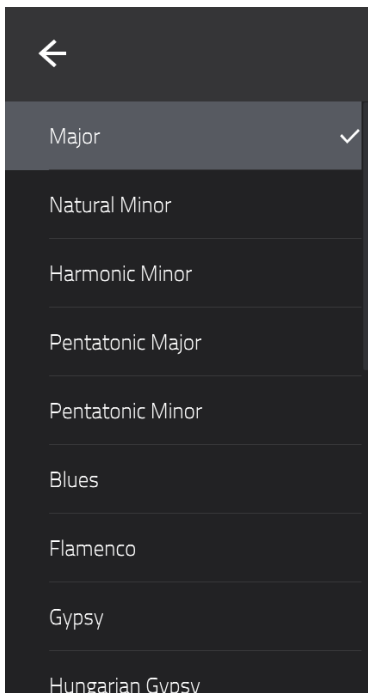 Major
Natural Minor
Harmonic Minor
Pentatonic Major
Pentatonic Minor
Blues
Flamenco
Gypsy
Hungarian Gypsy